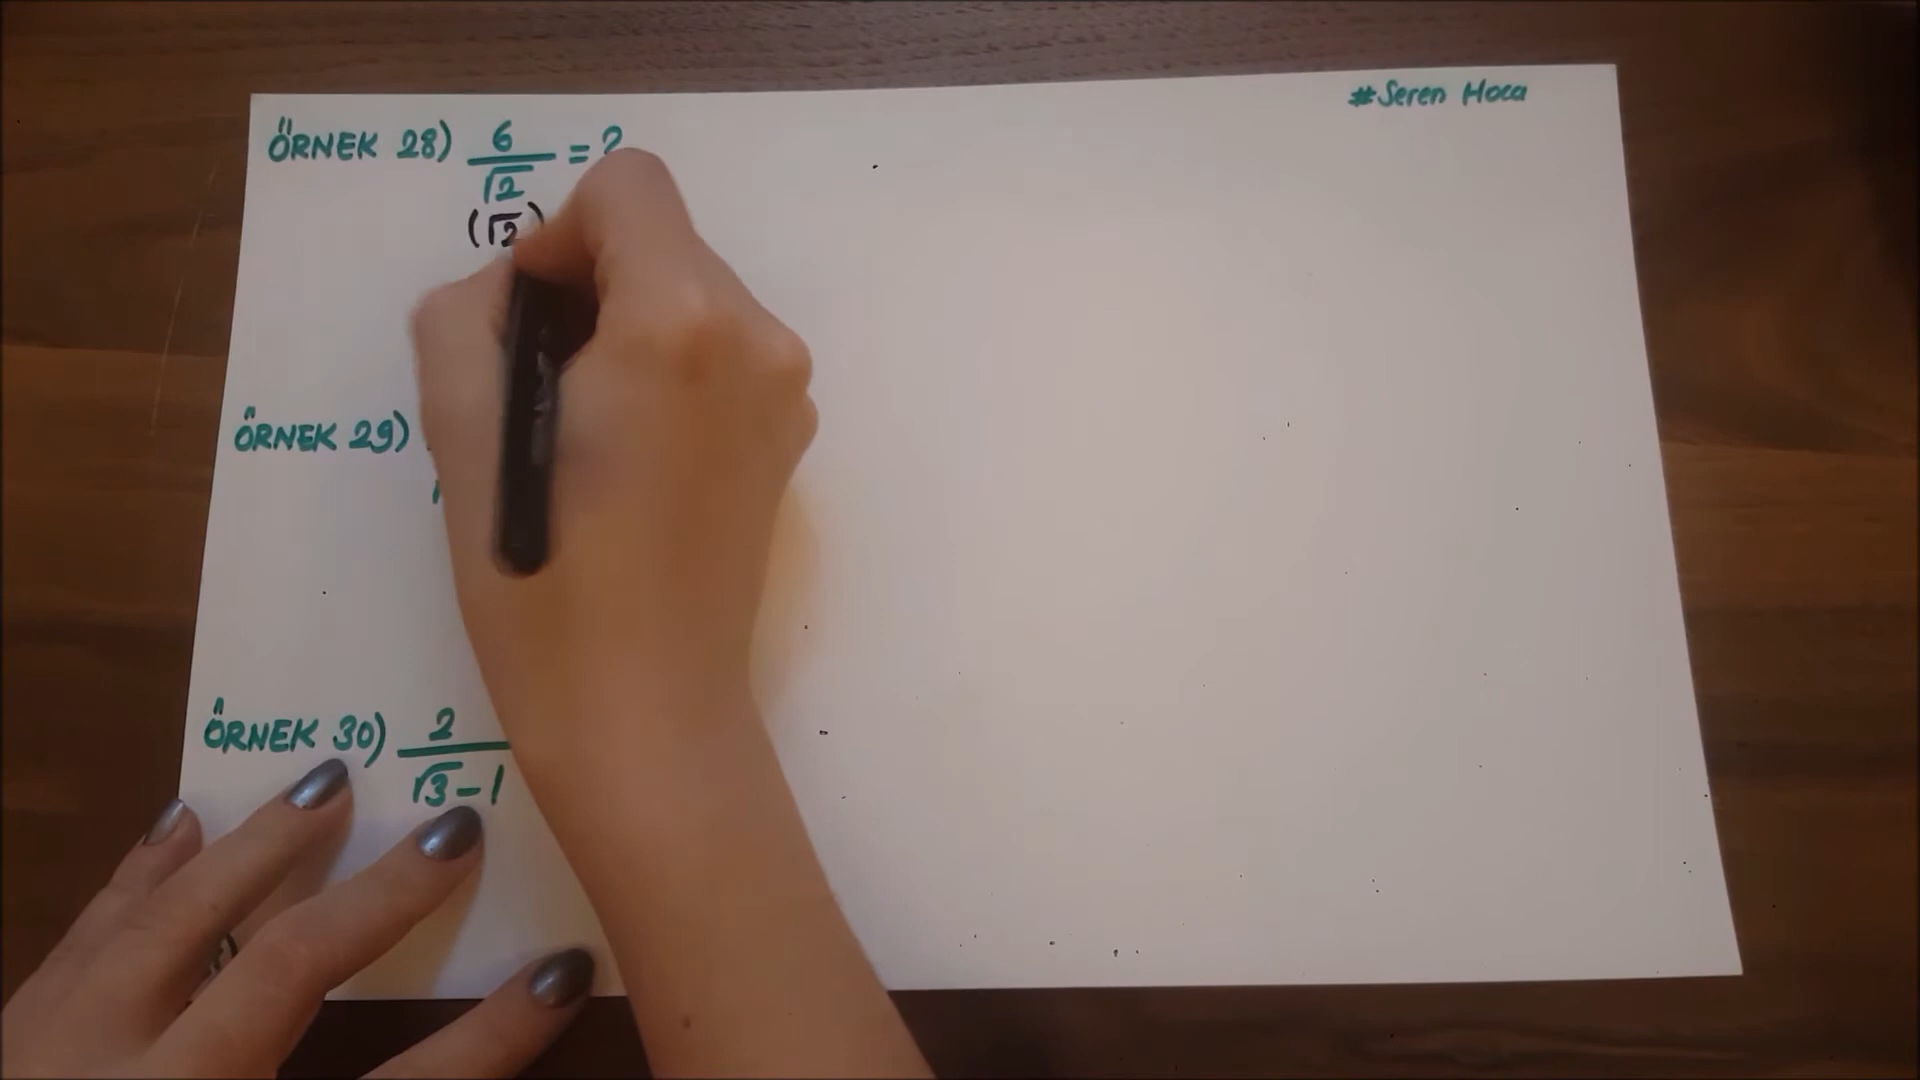 #Seren Hoca
ÖRNEK 28) 6/√2 = ?
(√2)
ÖRNEK 29)
ÖRNEK 30) 2/(√3-1)